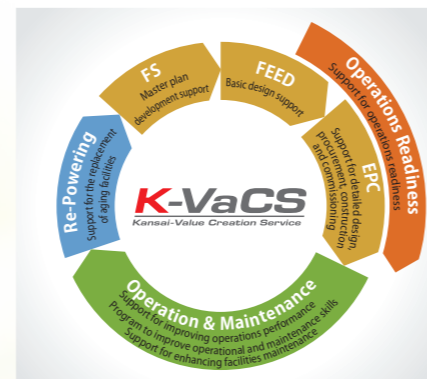 FS
Master plan
development support
FEED
Basic design support
Operations Readiness
Support for operations readiness
EPC
Support for detailed design,
procurement, construction
and commissioning
Operation & Maintenance
Support for improving operations performance
Program to improve operational and maintenance skills
Support for enhancing facilities maintenance
Re-Powering
Support for the replacement
of aging facilities
K-VaCS
Kansai-Value Creation Service